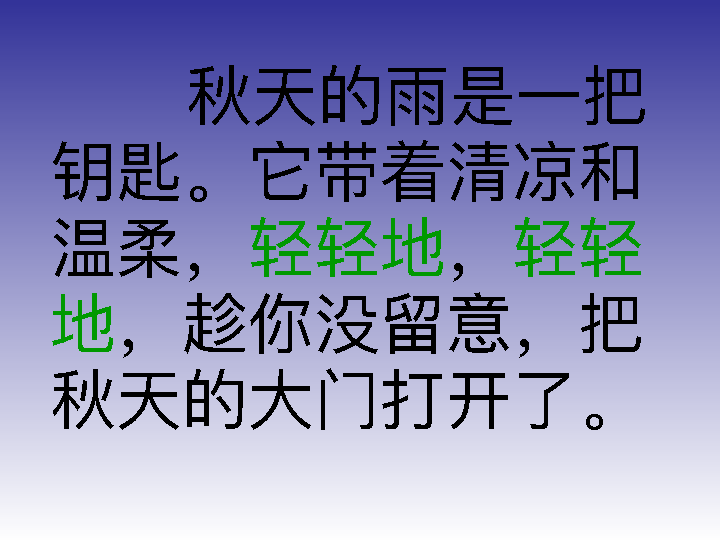 秋天的雨是一把
钥匙。它带着清凉和
温柔，轻轻地，轻轻
地，趁你没留意，把
秋天的大门打开了。